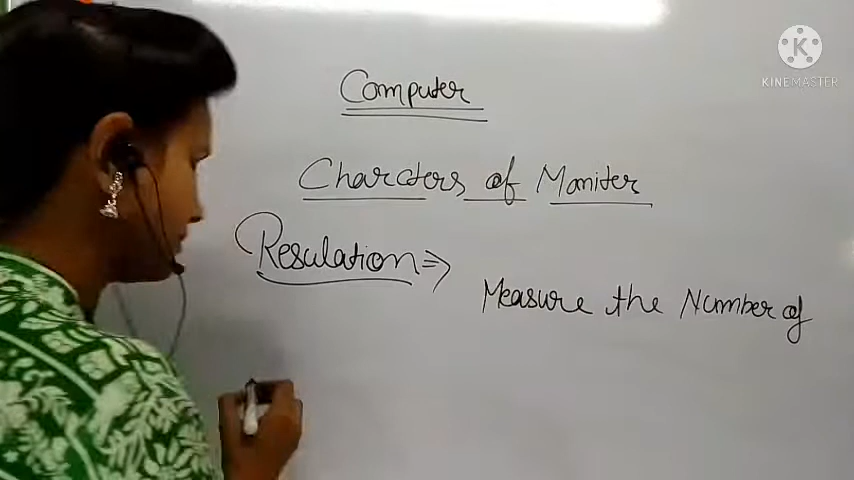 Computer
Charcters of Maniter
Resulation ⇒
Measure the Number of
K
KINEMASTER